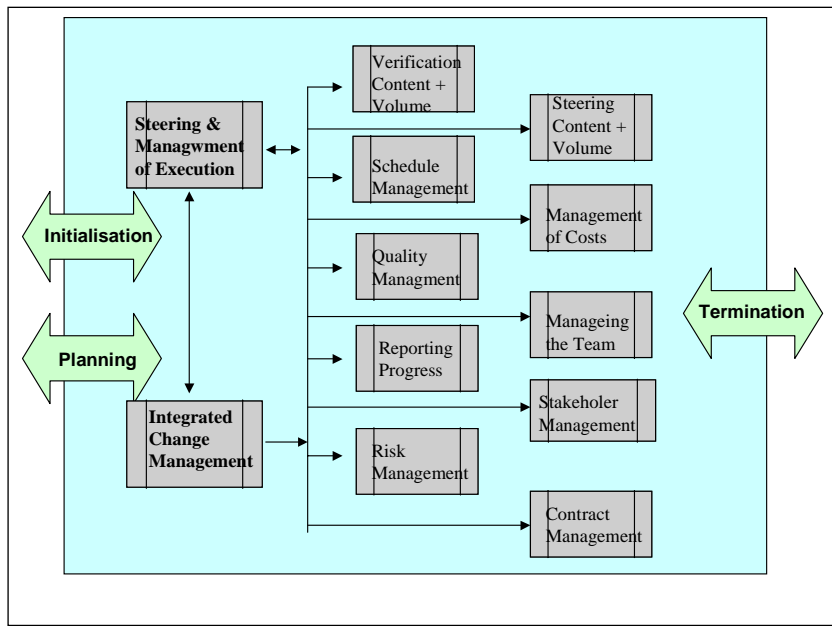 Verification
Content +
Volume
Steering
Content +
Volume
Steering &
Managwment
of Execution
Schedule
Management
Management
of Costs
Initialisation
Quality
Managment
Termination
Manageing
the Team
Planning
Reporting
Progress
Stakeholer
Management
Integrated
Change
Management
Risk
Management
Contract
Management